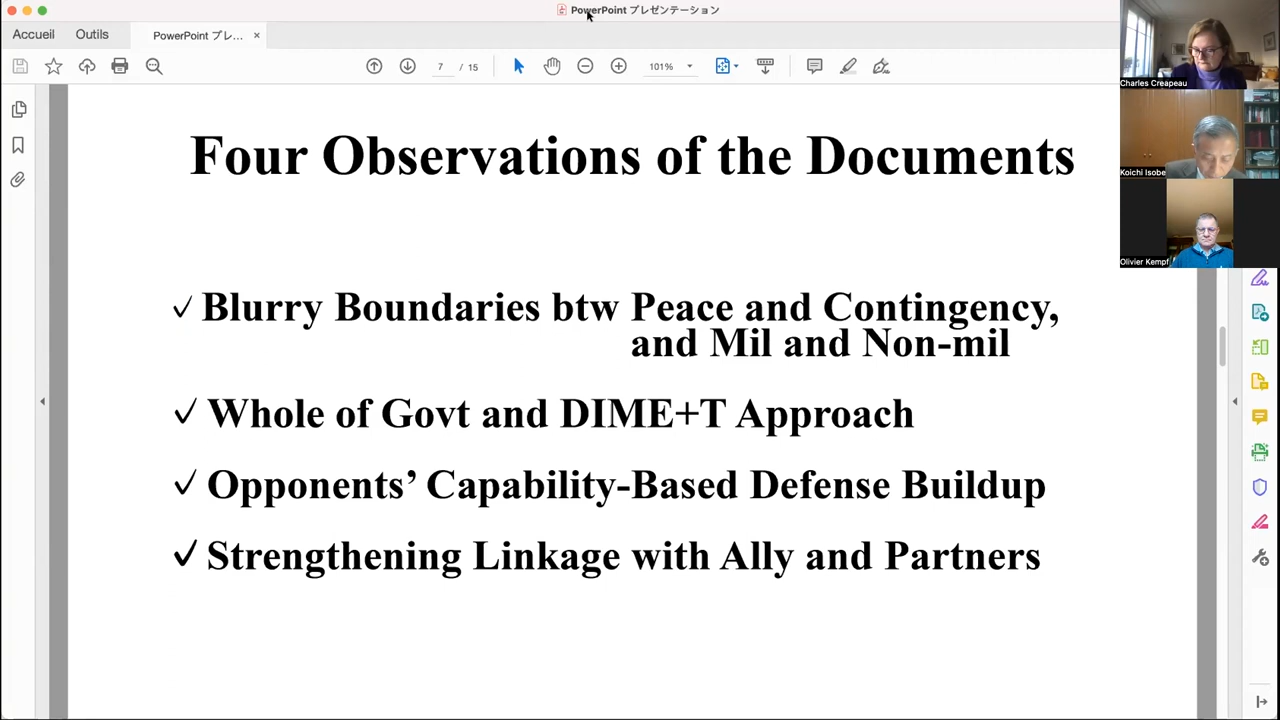 PowerPoint プレゼンテーション
Accueil
Outils
PowerPoint プレ...
7 / 15
101%
Charles Creapeau
Koichi Isobe
Olivier Kempf
Four Observations of the Documents
✓ Blurry Boundaries btw Peace and Contingency,
and Mil and Non-mil
✓ Whole of Govt and DIME+T Approach
✓ Opponents’ Capability-Based Defense Buildup
✓ Strengthening Linkage with Ally and Partners